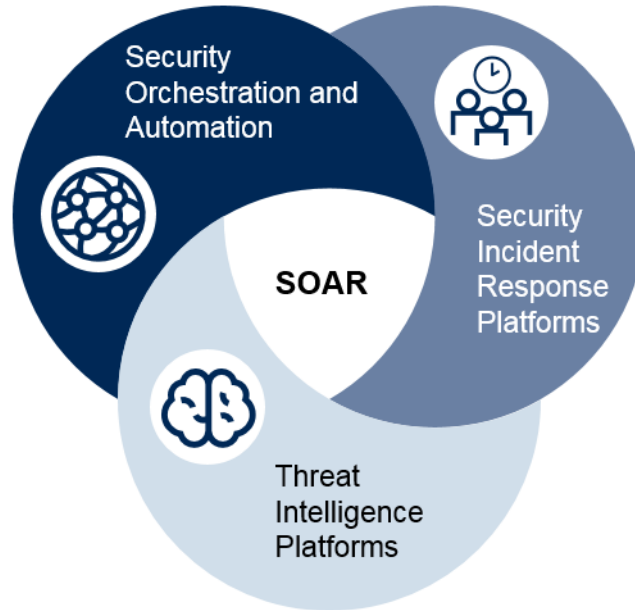 Security
Orchestration and
Automation
Security
Incident
Response
Platforms
SOAR
Threat
Intelligence
Platforms